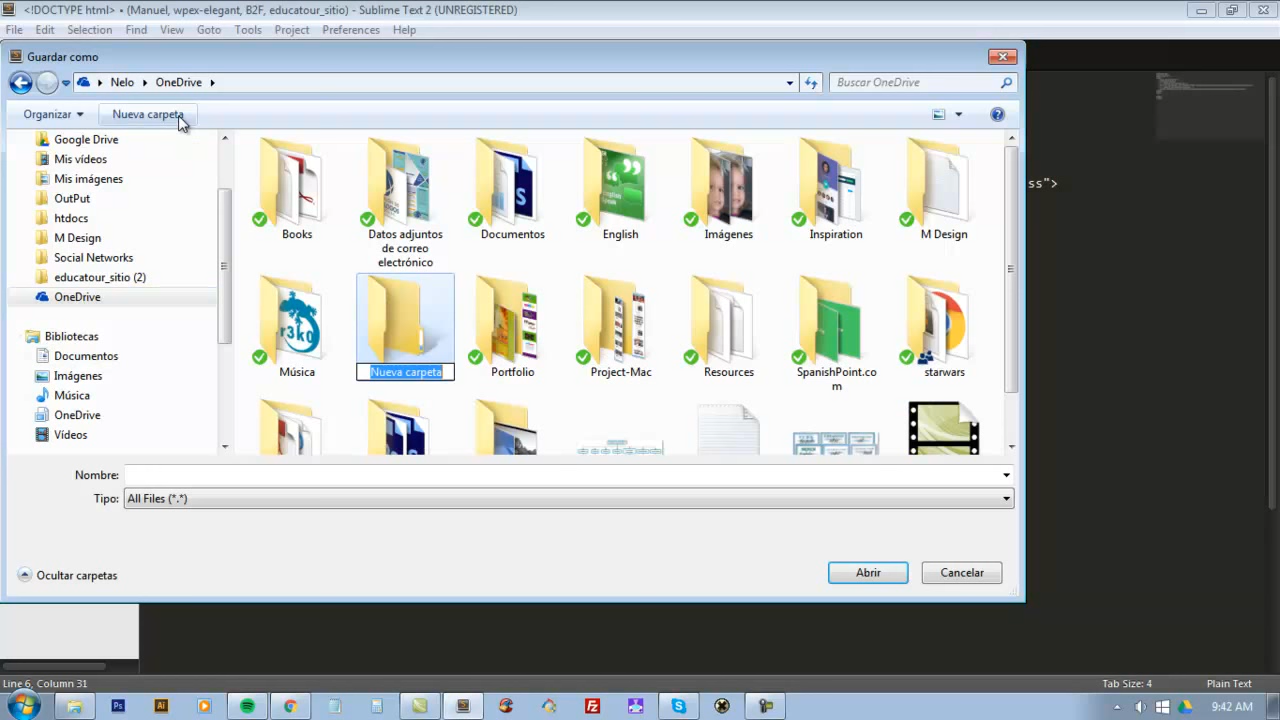 <!DOCTYPE html> • (Manuel, wpex-elegant, B2F, educatour_sitio) - Sublime Text 2 (UNREGISTERED)
File Edit Selection Find View Goto Tools Project Preferences Help
Guardar como
Nelo OneDrive
Buscar OneDrive
Organizar
Nueva carpeta
Google Drive
Mis vídeos
Mis imágenes
OutPut
htdocs
M Design
Social Networks
educatour_sitio (2)
OneDrive
Bibliotecas
Documentos
Imágenes
Música
OneDrive
Vídeos
Books
Datos adjuntos
de correo
electrónico
Documentos
English
Imágenes
Inspiration
M Design
r3k0
Música
Nueva carpeta
Portfolio
Project-Mac
Resources
SpanishPoint.co
m
starwars
ss">
Nombre:
Tipo:
All Files (*.*)
Ocultar carpetas
Abrir
Cancelar
Line 6, Column 31
Tab Size: 4
Plain Text
Ps
Ai
Fz
9:42 AM